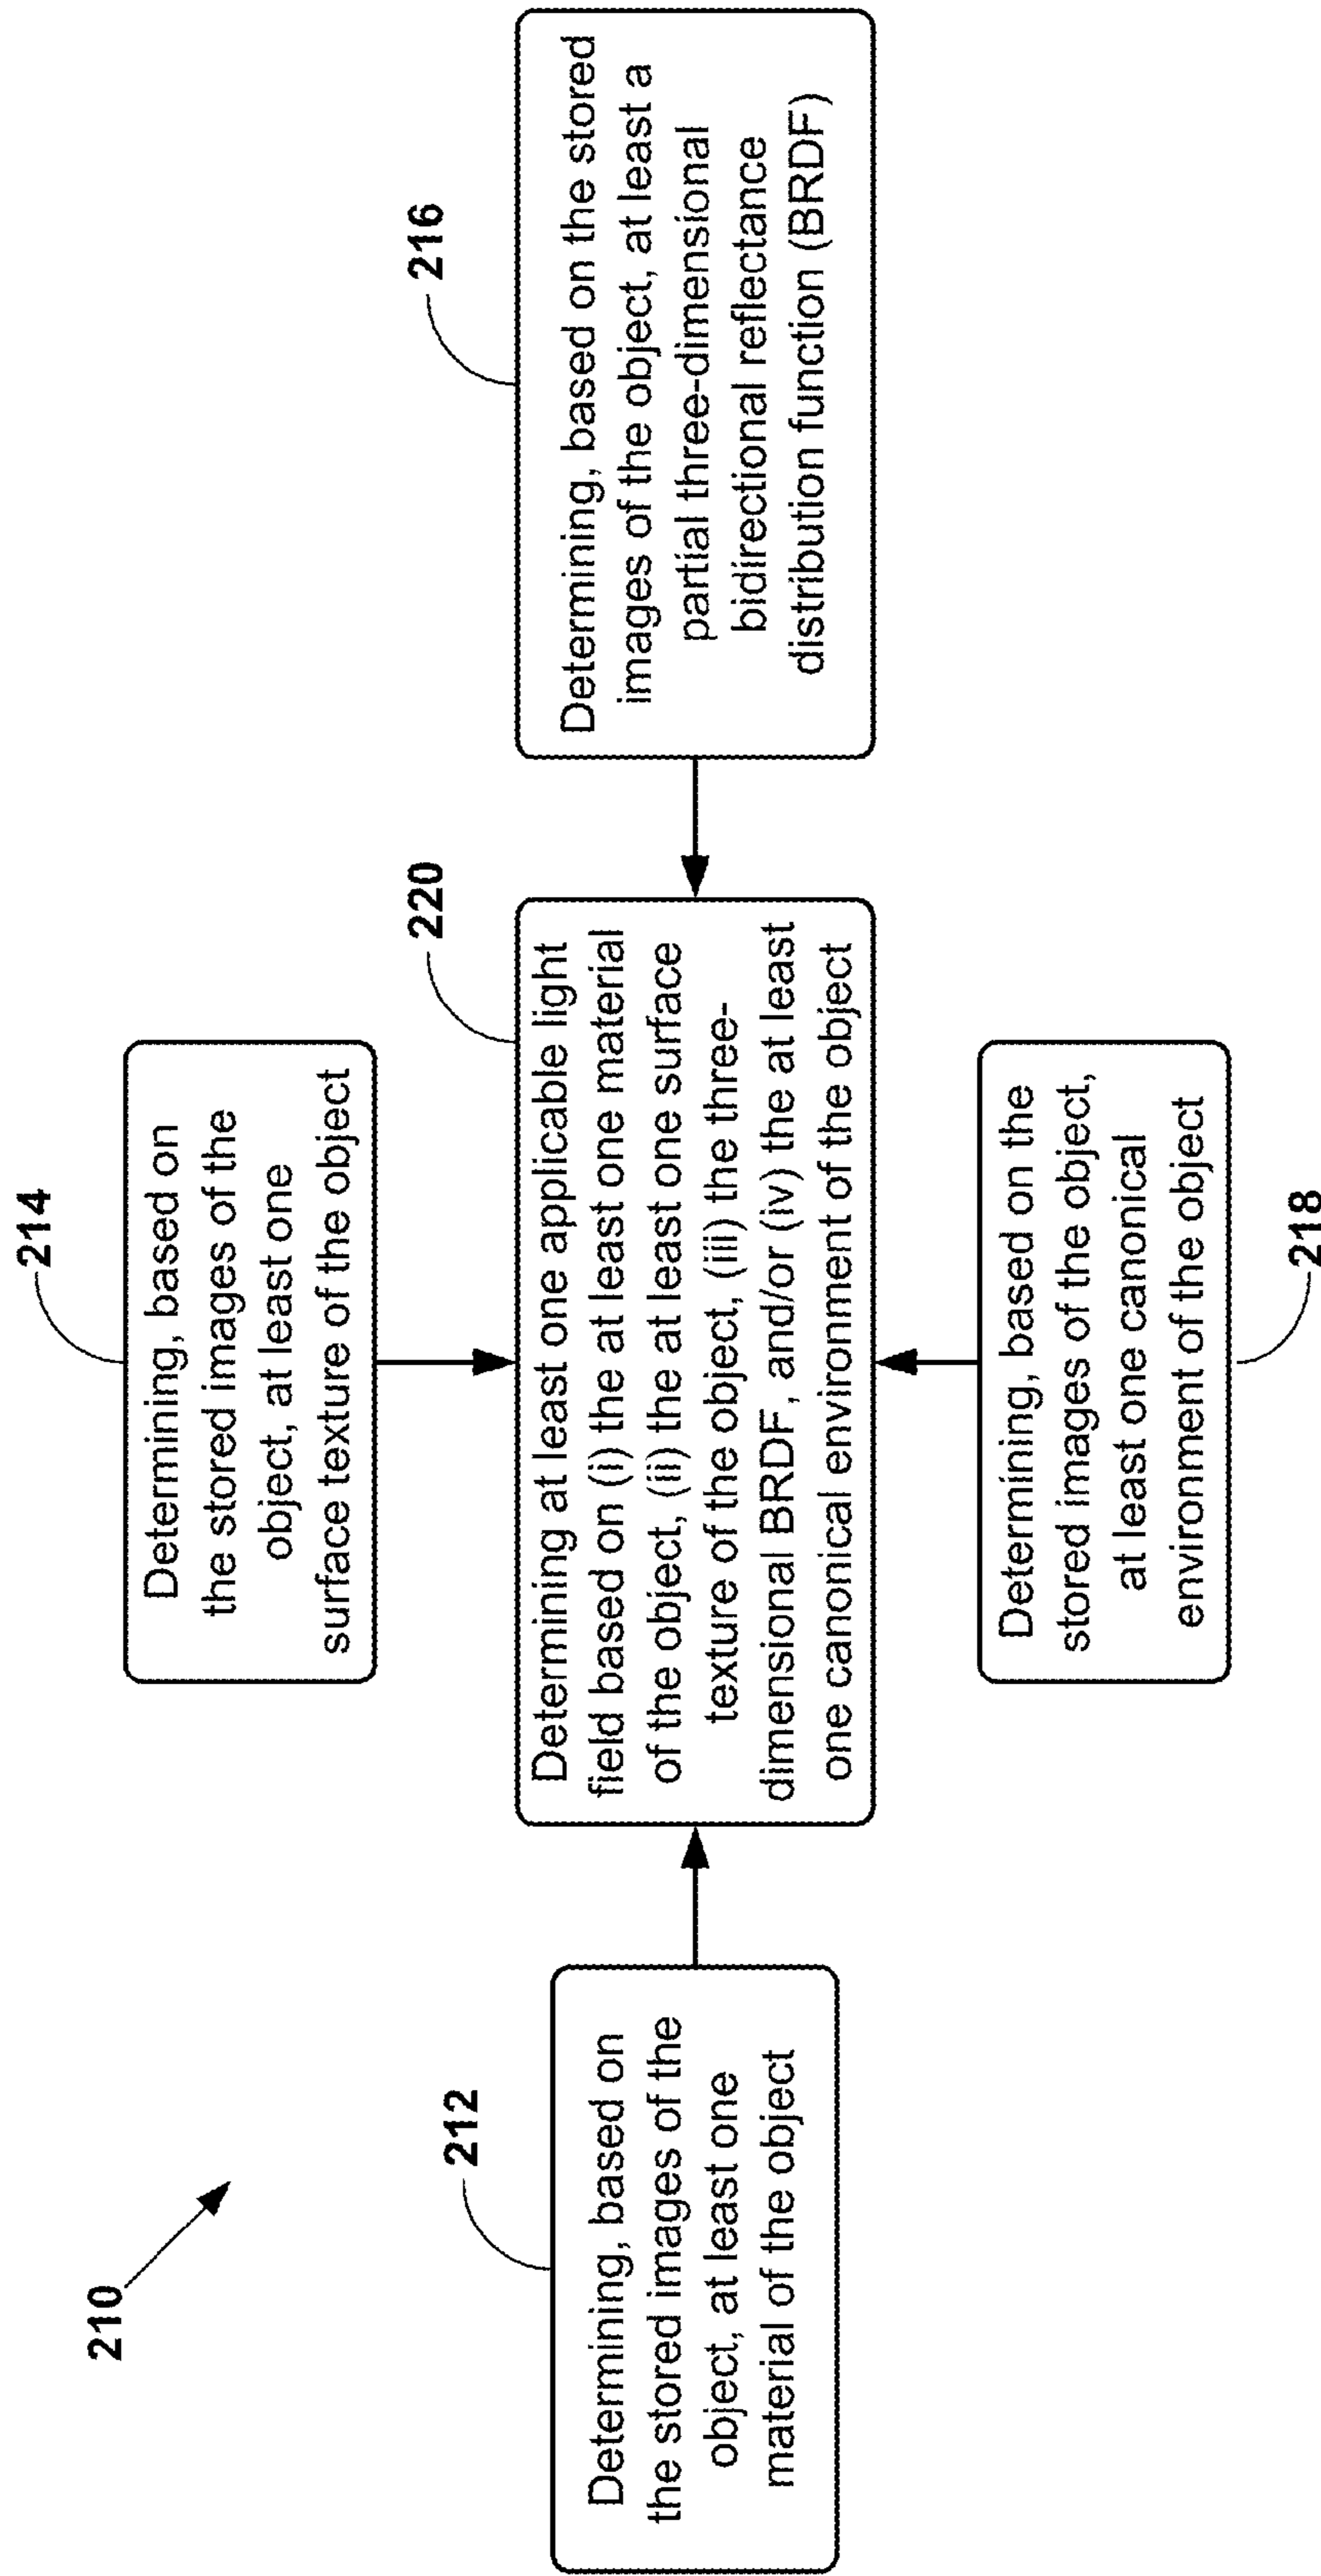 210
212
Determining, based on
the stored images of the
object, at least one
material of the object
214
Determining, based on
the stored images of the
object, at least one
surface texture of the object
220
Determining at least one applicable light
field based on (i) the at least one material
of the object, (ii) the at least one surface
texture of the object, (iii) the three-
dimensional BRDF, and/or (iv) the at least
one canonical environment of the object
Determining, based on the
stored images of the object,
at least one canonical
environment of the object
218
216
Determining, based on the stored
images of the object, at least a
partial three-dimensional
bidirectional reflectance
distribution function (BRDF)